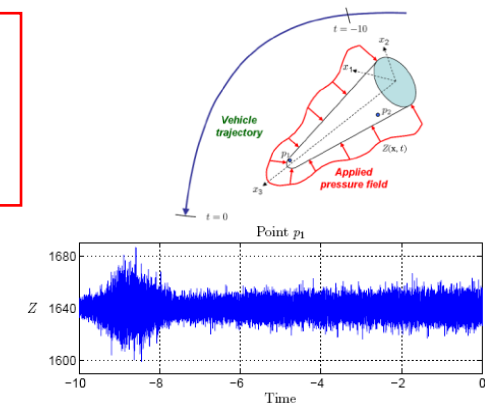 t = −10
x₂
x₁
Vehicle
trajectory
p₂
Z(x, t)
p₁
Applied
pressure field
x₃
t = 0
Point p₁
1680
Z
1640
1600
−10 −8 −6 −4 −2 0
Time